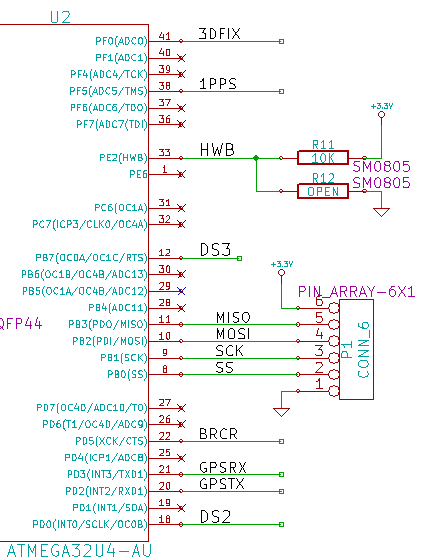 U2
PF0(ADC0) 41 3DFIX
PF1(ADC1) 40
PF4(ADC4/TCK) 39
PF5(ADC5/TMS) 38 1PPS
PF6(ADC6/TDO) 37
PF7(ADC7(TDI) 36
+3.3V
R11
PE2(HWB) 33 HWB 10K
SM0805
PE6 1
R12
OPEN
SM0805
PC6(OC1A) 31
PC7(ICP3/CLKO/OC4A) 32
PB7(OC0A/OC1C/RTS) 12 DS3
PB6(OC1B/OC4B/ADC13) 30
+3.3V
PB5(OC1A/OC4B/ADC12) 29
PIN_ARRAY-6X1
PB4(ADC11) 28
6
QFP44
PB3(PDO/MISO) 11 MISO 5
PB2(PDI/MOSI) 10 MOSI 4
PB1(SCK) 9 SCK 3
PB0(SS) 8 SS 2
1
P1
CONN_6
PD7(OC4D/ADC10/T0) 27
PD6(T1/OC4D/ADC9) 26
PD5(XCK/CTS) 22 BRCR
PD4(ICP1/ADC8) 25
PD3(INT3/TXD1) 21 GPSRX
PD2(INT2/RXD1) 20 GPSTX
PD1(INT1/SDA) 19
PD0(INT0/SCLK/OC0B) 18 DS2
ATMEGA32U4-AU